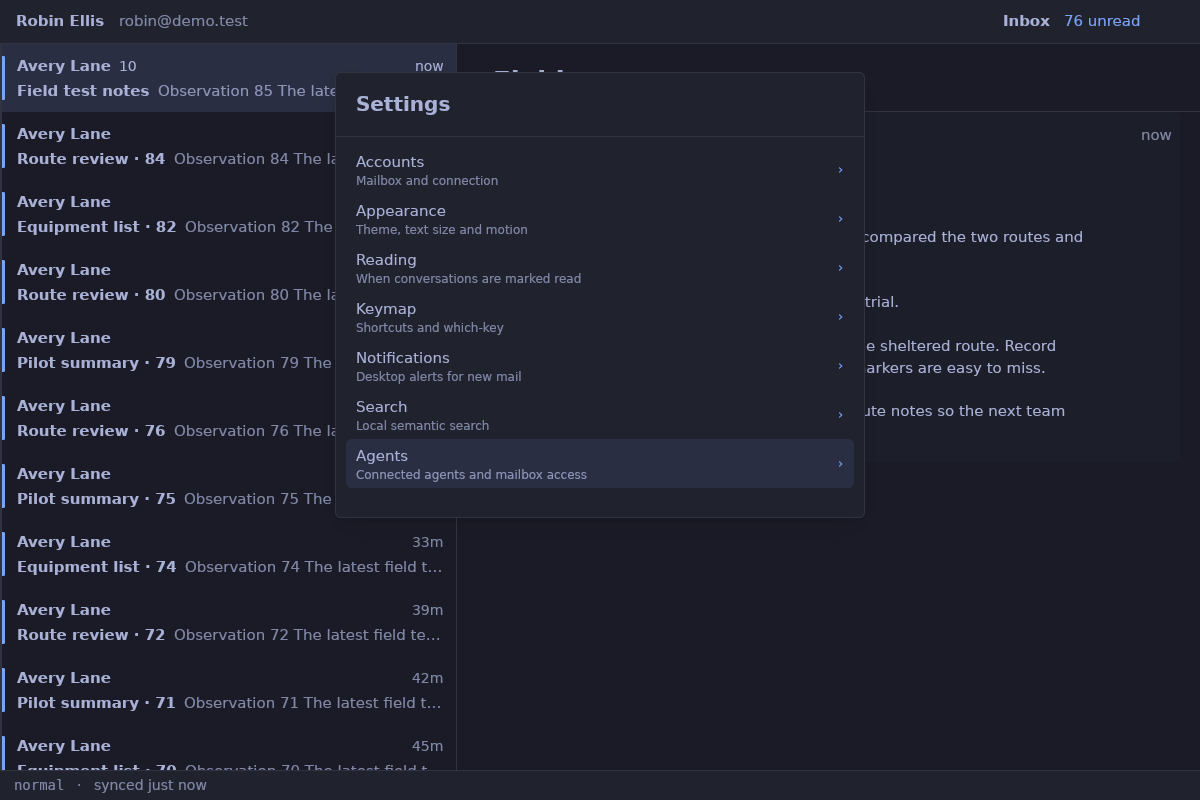 Robin Ellis robin@demo.test
Inbox 76 unread
Avery Lane 10 now
Field test notes Observation 85 The late
Avery Lane
Route review · 84 Observation 84 The la
Avery Lane
Equipment list · 82 Observation 82 The
Avery Lane
Route review · 80 Observation 80 The la
Avery Lane
Pilot summary · 79 Observation 79 The
Avery Lane
Route review · 76 Observation 76 The la
Avery Lane
Pilot summary · 75 Observation 75 The
Avery Lane 33m
Equipment list · 74 Observation 74 The latest field t…
Avery Lane 39m
Route review · 72 Observation 72 The latest field te…
Avery Lane 42m
Pilot summary · 71 Observation 71 The latest field t…
Avery Lane 45m
Equipment list · 70 Observation 70 The latest field t…
Settings
Accounts
Mailbox and connection
Appearance
Theme, text size and motion
Reading
When conversations are marked read
Keymap
Shortcuts and which-key
Notifications
Desktop alerts for new mail
Search
Local semantic search
Agents
Connected agents and mailbox access
now
compared the two routes and
trial.
e sheltered route. Record
arkers are easy to miss.
ute notes so the next team
normal · synced just now